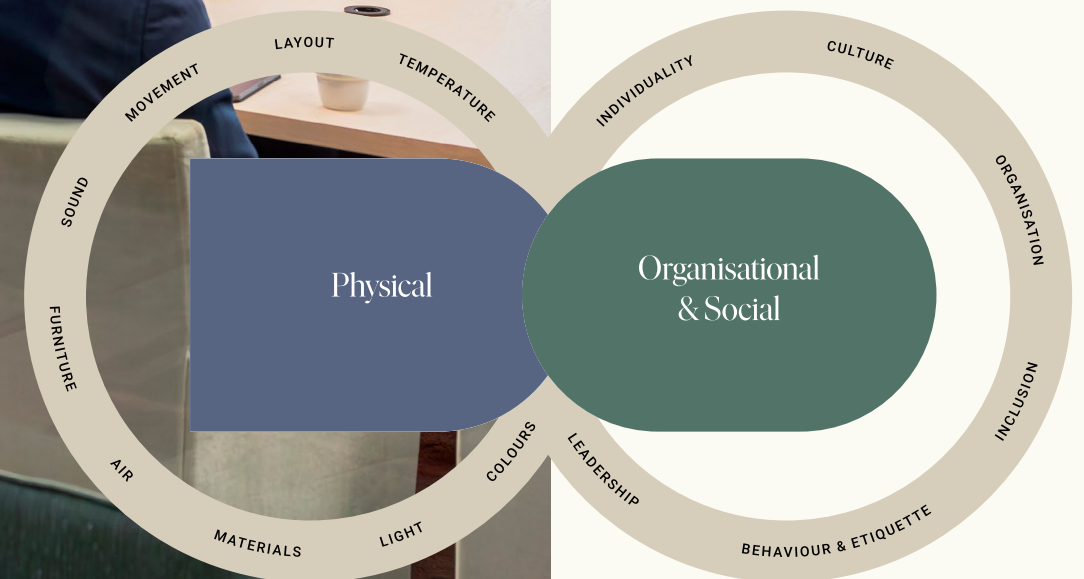 LAYOUT
TEMPERATURE
MOVEMENT
SOUND
FURNITURE
AIR
MATERIALS
LIGHT
COLOURS
Physical
INDIVIDUALITY
CULTURE
ORGANISATION
INCLUSION
BEHAVIOUR & ETIQUETTE
LEADERSHIP
Organisational
& Social